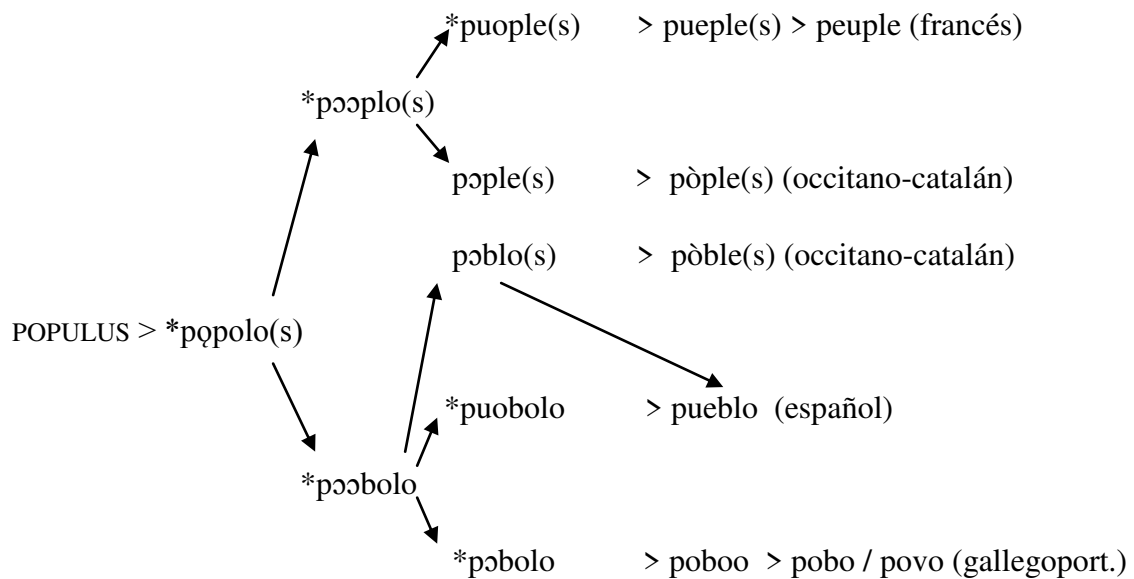 *puople(s) > pueple(s) > peuple (francés)
*pɔɔplo(s)
pɔple(s) > pòple(s) (occitano-catalán)
pɔblo(s) > pòble(s) (occitano-catalán)
POPULUS > *pǫpolo(s)
*puobolo > pueblo (español)
*pɔɔbolo
*pɔbolo > poboo > pobo / povo (gallegoport.)